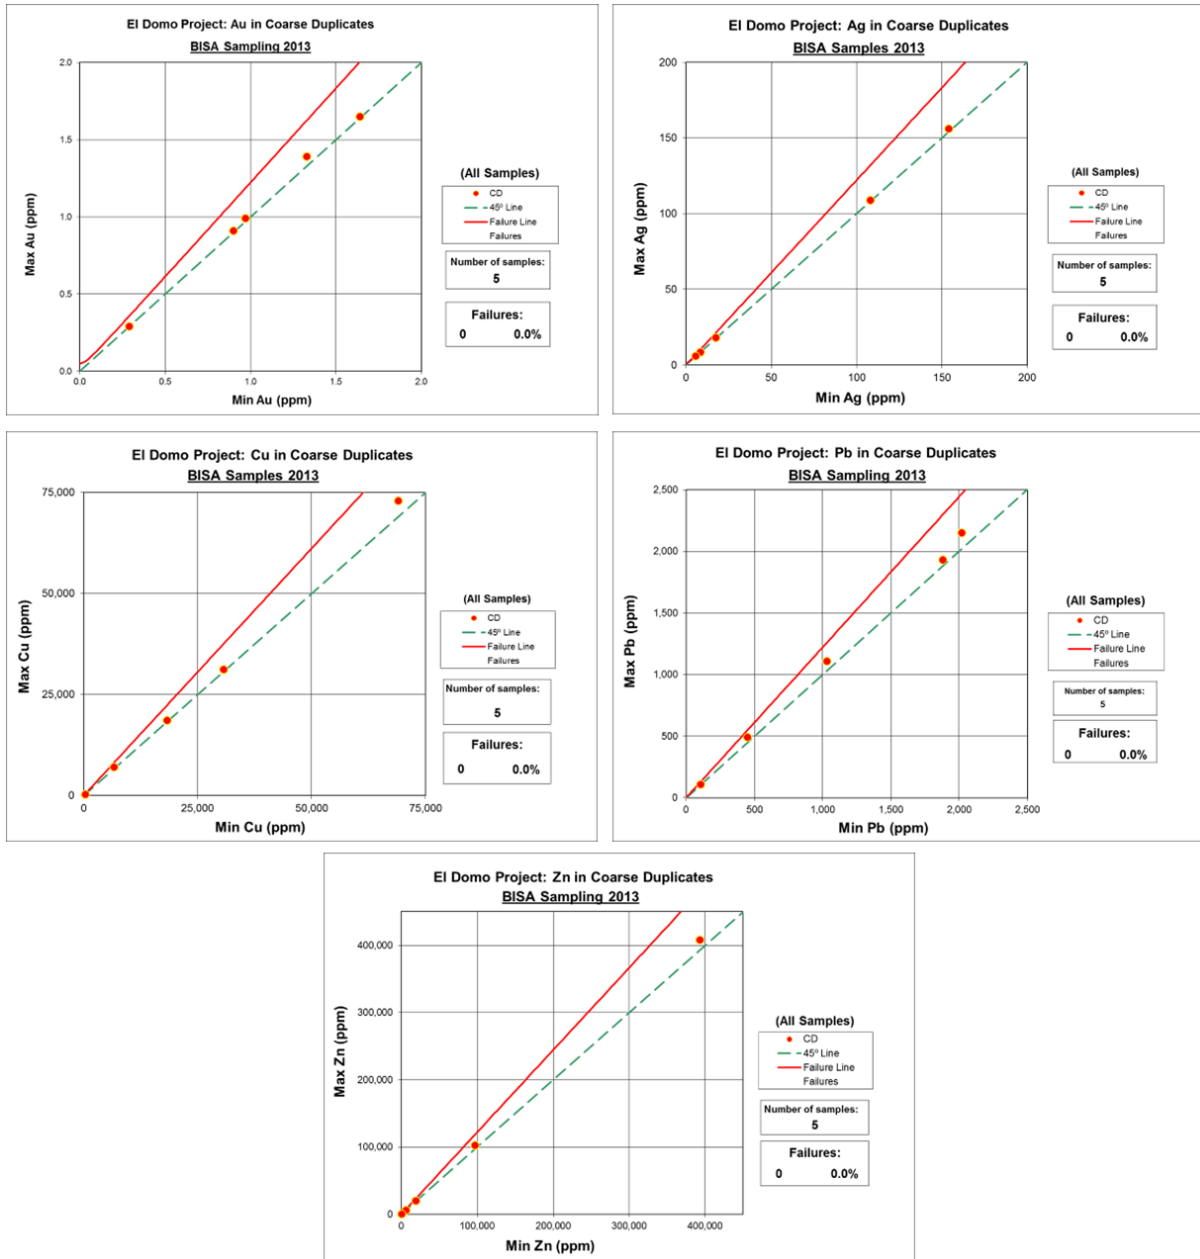 El Domo Project: Au in Coarse Duplicates
BISA Sampling 2013
2.0
1.5
1.0
0.5
0.0
0.0
0.5
1.0
1.5
2.0
Max Au (ppm)
Min Au (ppm)
(All Samples)
CD
45º Line
Failure Line
Failures
Number of samples:
5
Failures:
0 0.0%
El Domo Project: Ag in Coarse Duplicates
BISA Samples 2013
200
150
100
50
0
0
50
100
150
200
Max Ag (ppm)
Min Ag (ppm)
(All Samples)
CD
45º Line
Failure Line
Failures
Number of samples:
5
Failures:
0 0.0%
El Domo Project: Cu in Coarse Duplicates
BISA Samples 2013
75,000
50,000
25,000
0
0
25,000
50,000
75,000
Max Cu (ppm)
Min Cu (ppm)
(All Samples)
CD
45º Line
Failure Line
Failures
Number of samples:
5
Failures:
0 0.0%
El Domo Project: Pb in Coarse Duplicates
BISA Sampling 2013
2,500
2,000
1,500
1,000
500
0
0
500
1,000
1,500
2,000
2,500
Max Pb (ppm)
Min Pb (ppm)
(All Samples)
CD
45º Line
Failure Line
Failures
Number of samples:
5
Failures:
0 0.0%
El Domo Project: Zn in Coarse Duplicates
BISA Sampling 2013
400,000
300,000
200,000
100,000
0
0
100,000
200,000
300,000
400,000
Max Zn (ppm)
Min Zn (ppm)
(All Samples)
CD
45º Line
Failure Line
Failures
Number of samples:
5
Failures:
0 0.0%